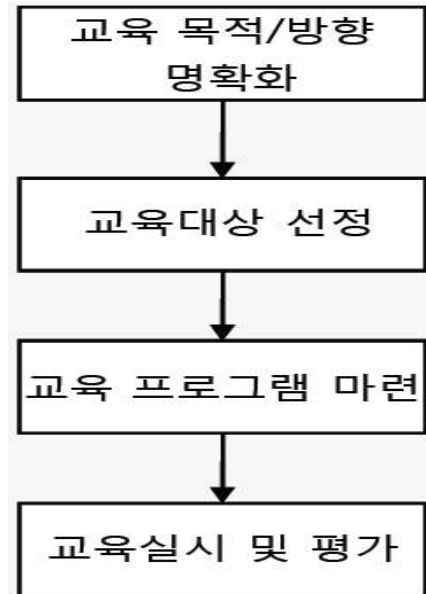 교육 목적/방향
명확화
교육대상 선정
교육 프로그램 마련
교육실시 및 평가